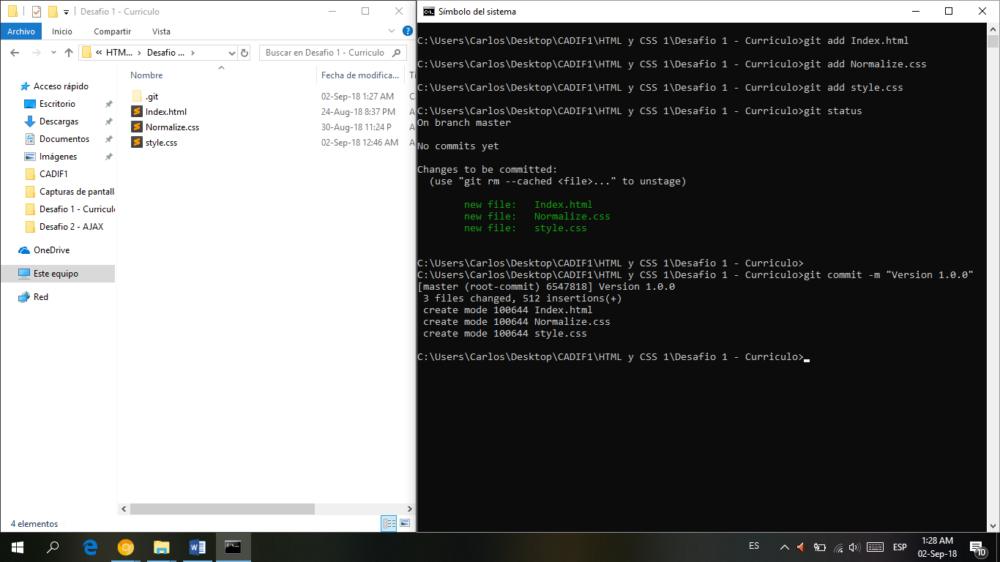 Desafio 1 - Curriculo
Archivo Inicio Compartir Vista
« HTM... › Desafio ... ›
Buscar en Desafio 1 - Curriculo
Nombre Fecha de modifica... Ti
Acceso rápido
Escritorio
Descargas
Documentos
Imágenes
CADIF1
Capturas de pantall
Desafio 1 - Curriculo
Desafio 2 - AJAX
OneDrive
Este equipo
Red
.git 02-Sep-18 1:27 AM C
Index.html 24-Aug-18 8:37 PM A
Normalize.css 30-Aug-18 11:24 P A
style.css 02-Sep-18 12:46 AM A
4 elementos
Símbolo del sistema
C:\Users\Carlos\Desktop\CADIF1\HTML y CSS 1\Desafio 1 - Curriculo>git add Index.html
C:\Users\Carlos\Desktop\CADIF1\HTML y CSS 1\Desafio 1 - Curriculo>git add Normalize.css
C:\Users\Carlos\Desktop\CADIF1\HTML y CSS 1\Desafio 1 - Curriculo>git add style.css
C:\Users\Carlos\Desktop\CADIF1\HTML y CSS 1\Desafio 1 - Curriculo>git status
On branch master
No commits yet
Changes to be committed:
(use "git rm --cached <file>..." to unstage)
new file: Index.html
new file: Normalize.css
new file: style.css
C:\Users\Carlos\Desktop\CADIF1\HTML y CSS 1\Desafio 1 - Curriculo>
C:\Users\Carlos\Desktop\CADIF1\HTML y CSS 1\Desafio 1 - Curriculo>git commit -m "Version 1.0.0"
[master (root-commit) 6547818] Version 1.0.0
3 files changed, 512 insertions(+)
create mode 100644 Index.html
create mode 100644 Normalize.css
create mode 100644 style.css
C:\Users\Carlos\Desktop\CADIF1\HTML y CSS 1\Desafio 1 - Curriculo>
ES
ESP
1:28 AM
02-Sep-18
10